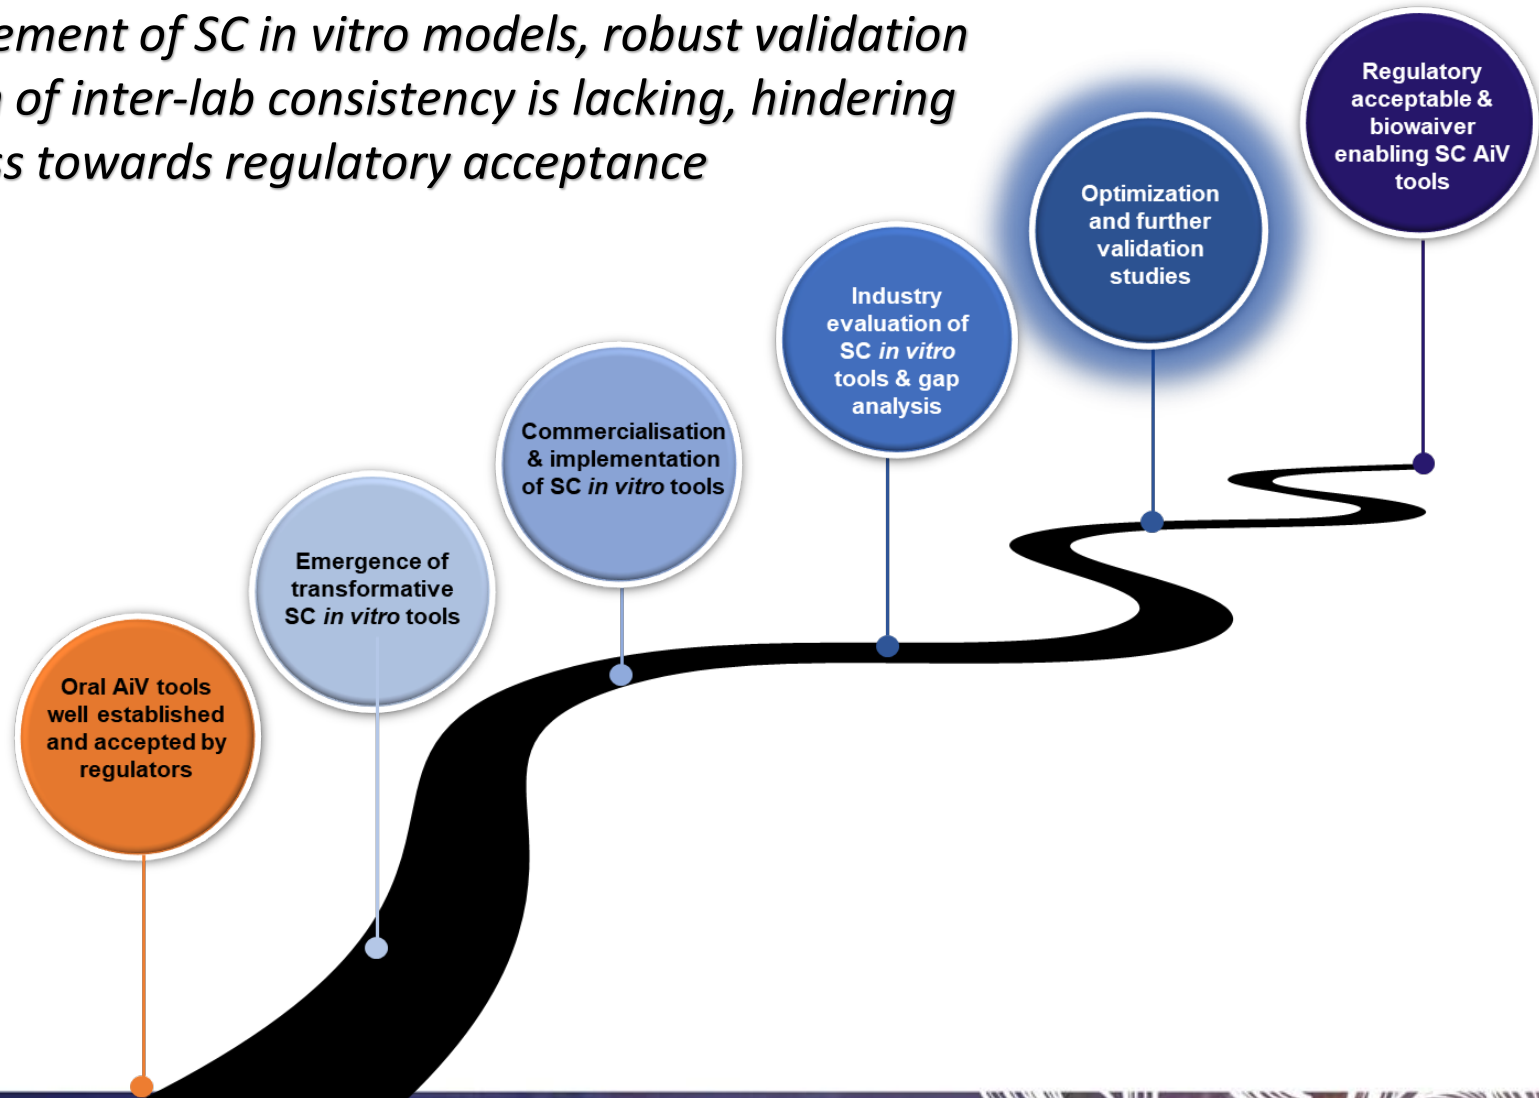 ement of SC in vitro models, robust validation
n of inter-lab consistency is lacking, hindering
ss towards regulatory acceptance
Regulatory
acceptable &
biowaiver
enabling SC AiV
tools
Optimization
and further
validation
studies
Industry
evaluation of
SC in vitro
tools & gap
analysis
Commercialisation
& implementation
of SC in vitro tools
Emergence of
transformative
SC in vitro tools
Oral AiV tools
well established
and accepted by
regulators